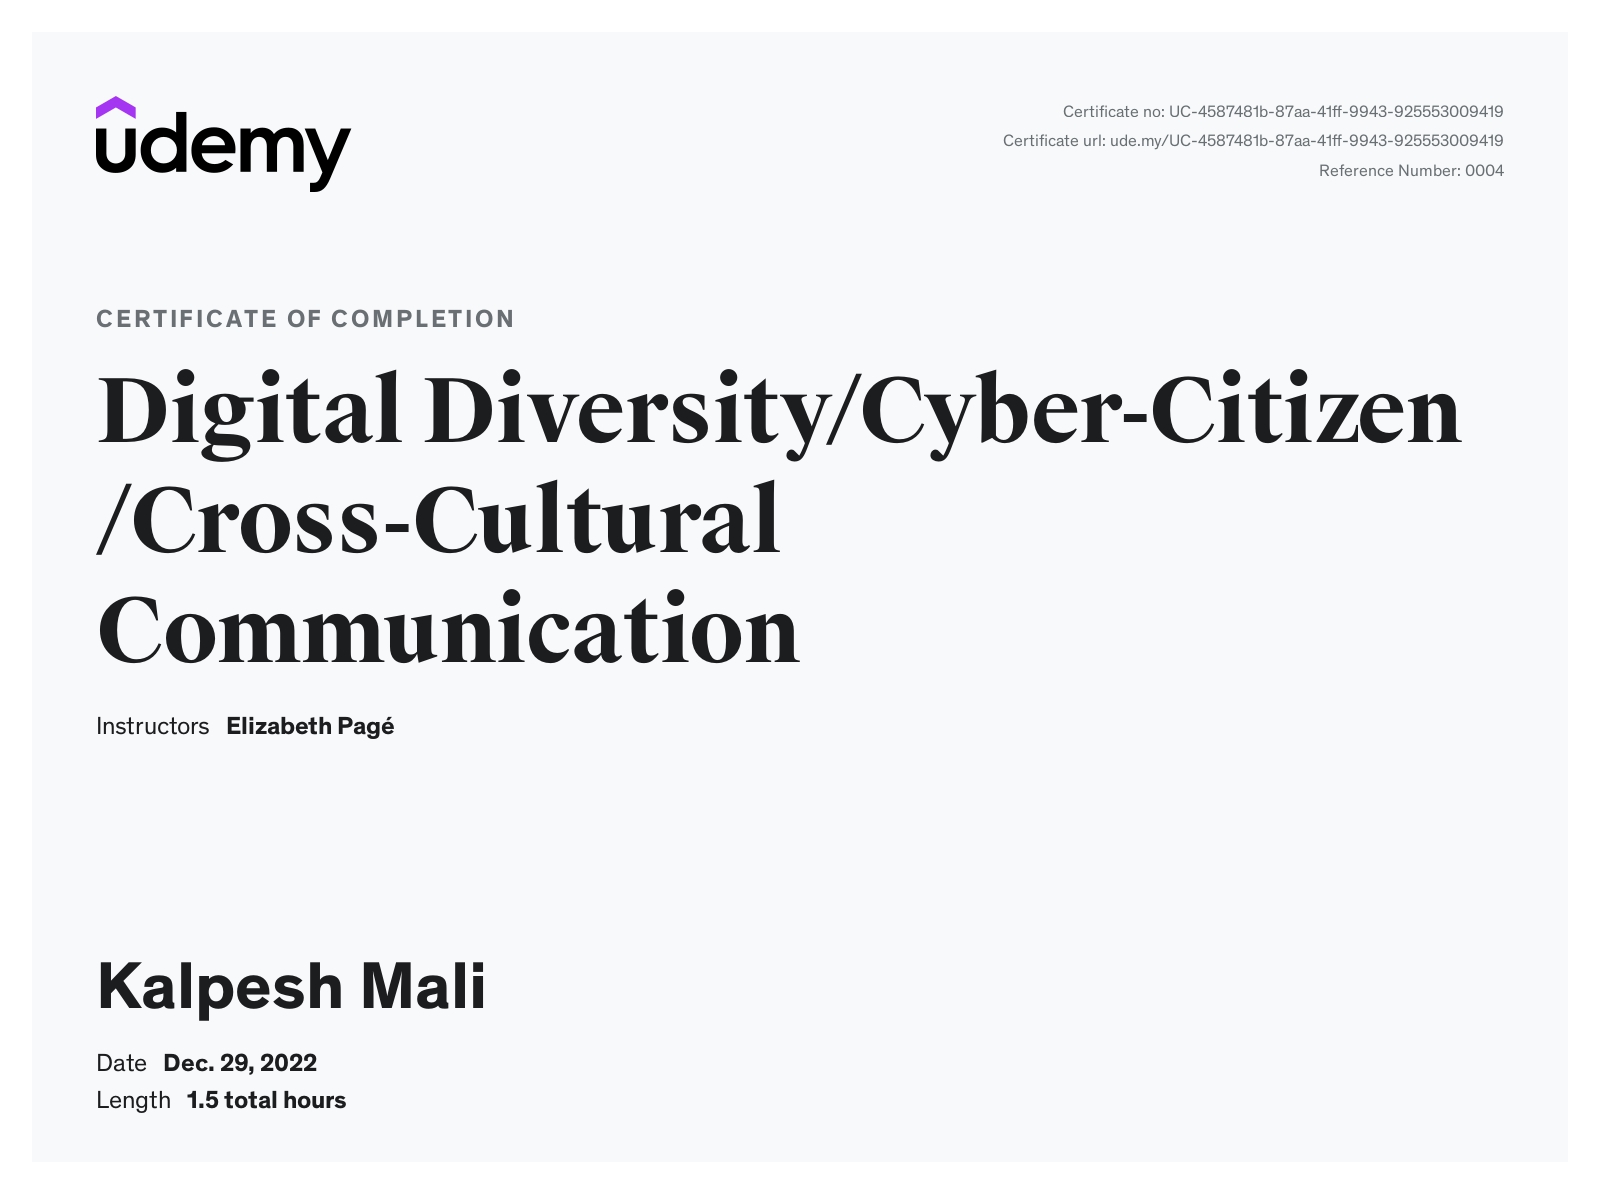 udemy
Certificate no: UC-4587481b-87aa-41ff-9943-925553009419
Certificate url: ude.my/UC-4587481b-87aa-41ff-9943-925553009419
Reference Number: 0004
CERTIFICATE OF COMPLETION
Digital Diversity/Cyber-Citizen
/Cross-Cultural
Communication
Instructors Elizabeth Pagé
Kalpesh Mali
Date Dec. 29, 2022
Length 1.5 total hours